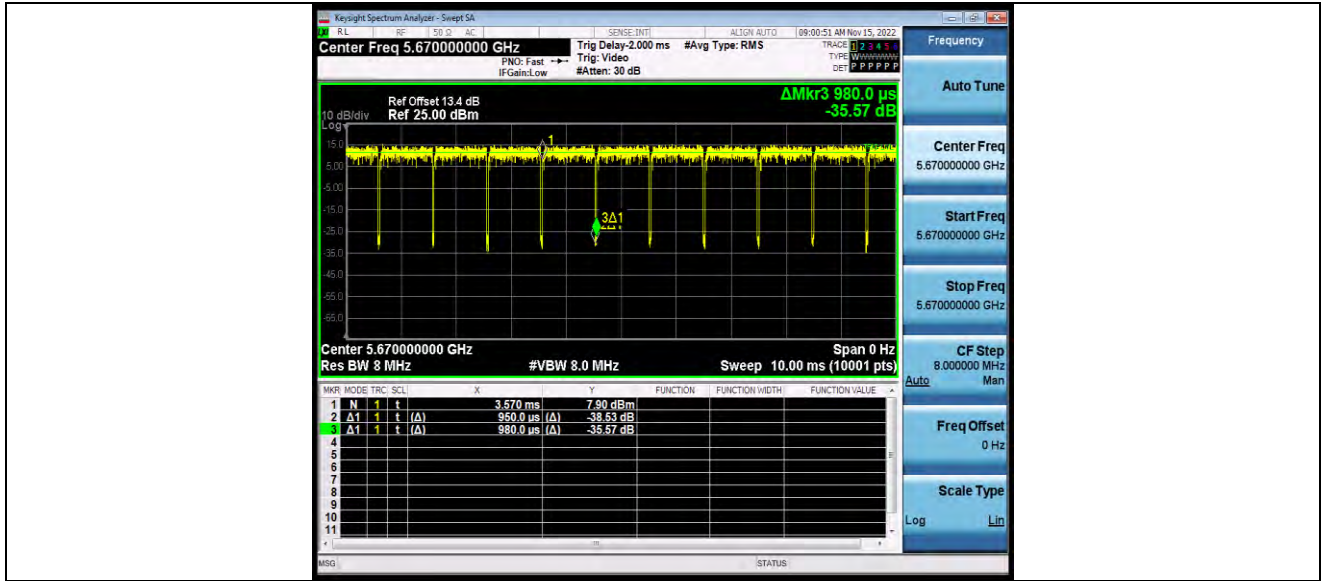 Keysight Spectrum Analyzer - Swept SA
RL RF 50 Ω AC SENSE:INT ALIGN AUTO 09:00:51 AM Nov 15, 2022
Center Freq 5.670000000 GHz
Trig Delay-2.000 ms #Avg Type: RMS
TRACE 1 2 3 4 5 6
PNO: Fast Trig: Video
TYPE WWWWWW
IFGain:Low #Atten: 30 dB
DET P P P P P P
ΔMkr3 980.0 µs
-35.57 dB
Ref Offset 13.4 dB
10 dB/div Ref 25.00 dBm
Log
15.0
5.00
-5.00
-15.0
-25.0
-35.0
-45.0
-55.0
-65.0
1
3Δ1
Center 5.670000000 GHz Span 0 Hz
Res BW 8 MHz #VBW 8.0 MHz Sweep 10.00 ms (10001 pts)
MKR MODE TRC SCL X Y FUNCTION FUNCTION WIDTH FUNCTION VALUE
1 N 1 t 3.570 ms 7.90 dBm
2 Δ1 1 t (Δ) 950.0 µs (Δ) -38.53 dB
3 Δ1 1 t (Δ) 980.0 µs (Δ) -35.57 dB
4
5
6
7
8
9
10
11
MSG STATUS
Frequency
Auto Tune
Center Freq
5.670000000 GHz
Start Freq
5.670000000 GHz
Stop Freq
5.670000000 GHz
CF Step
8.000000 MHz
Auto Man
Freq Offset
0 Hz
Scale Type
Log Lin